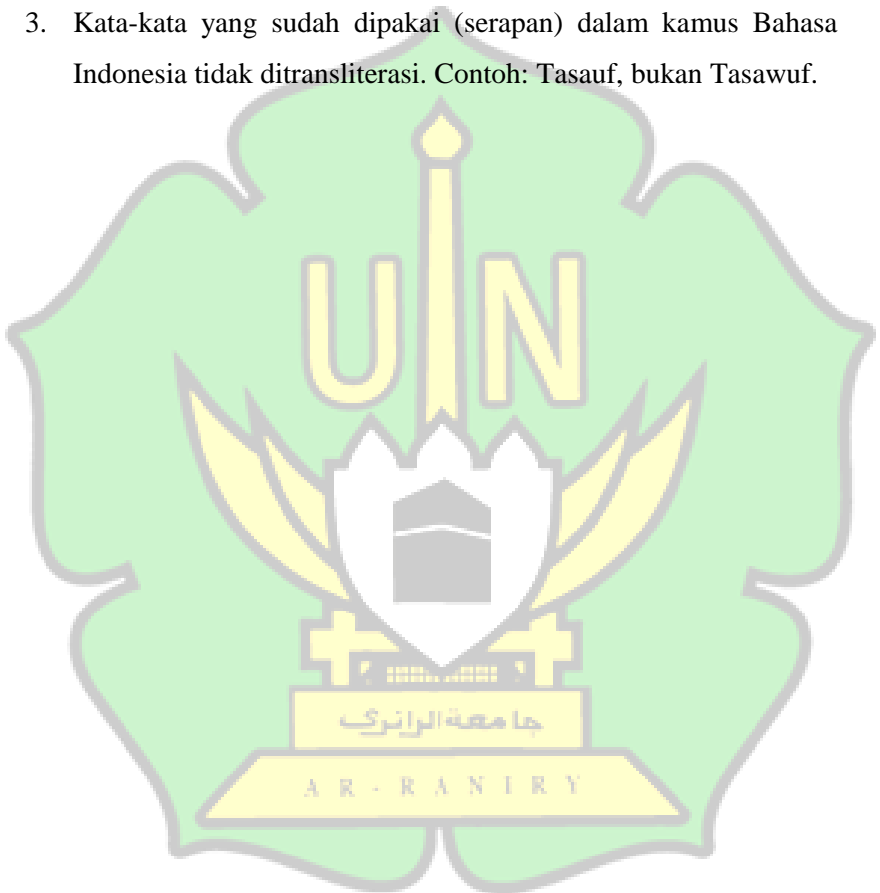 3. Kata-kata yang sudah dipakai (serapan) dalam kamus Bahasa
Indonesia tidak ditransliterasi. Contoh: Tasauf, bukan Tasawuf.
UIN
جامعة الرانري
AR-RANIRY